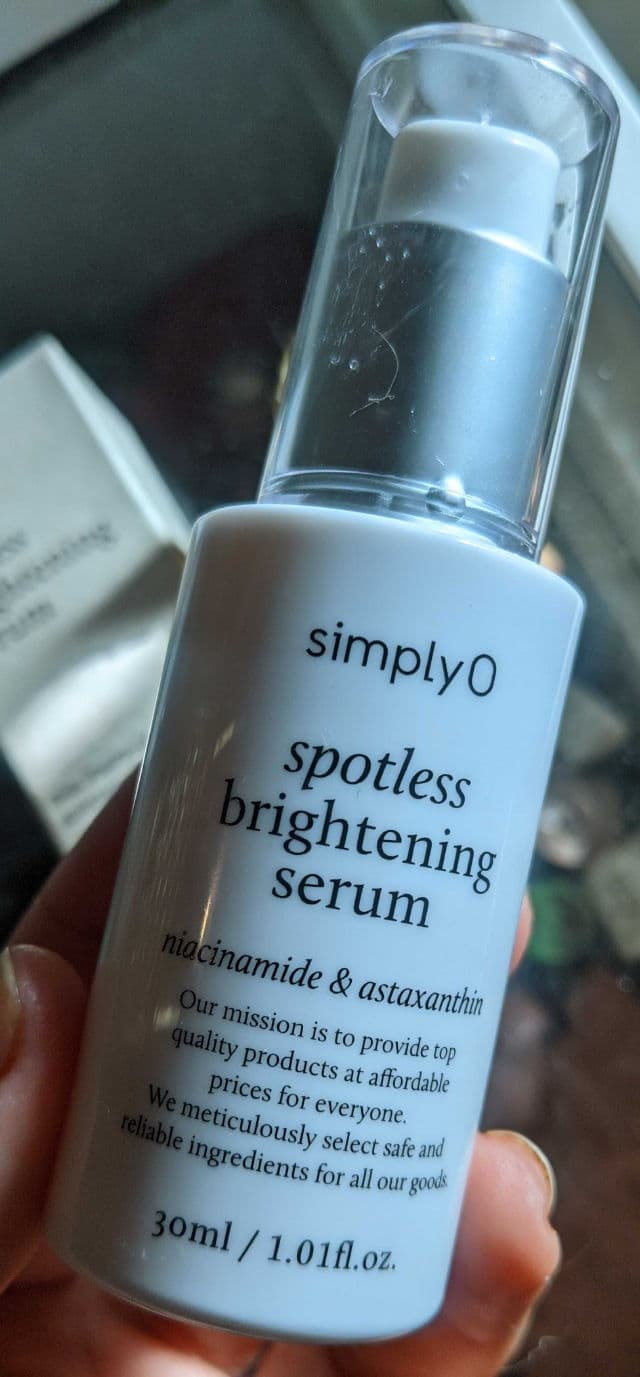 simplyO
spotless
brightening
serum
niacinamide & astaxanthin
Our mission is to provide top
quality products at affordable
prices for everyone.
We meticulously select safe and
reliable ingredients for all our goods.
30ml / 1.01fl.oz.